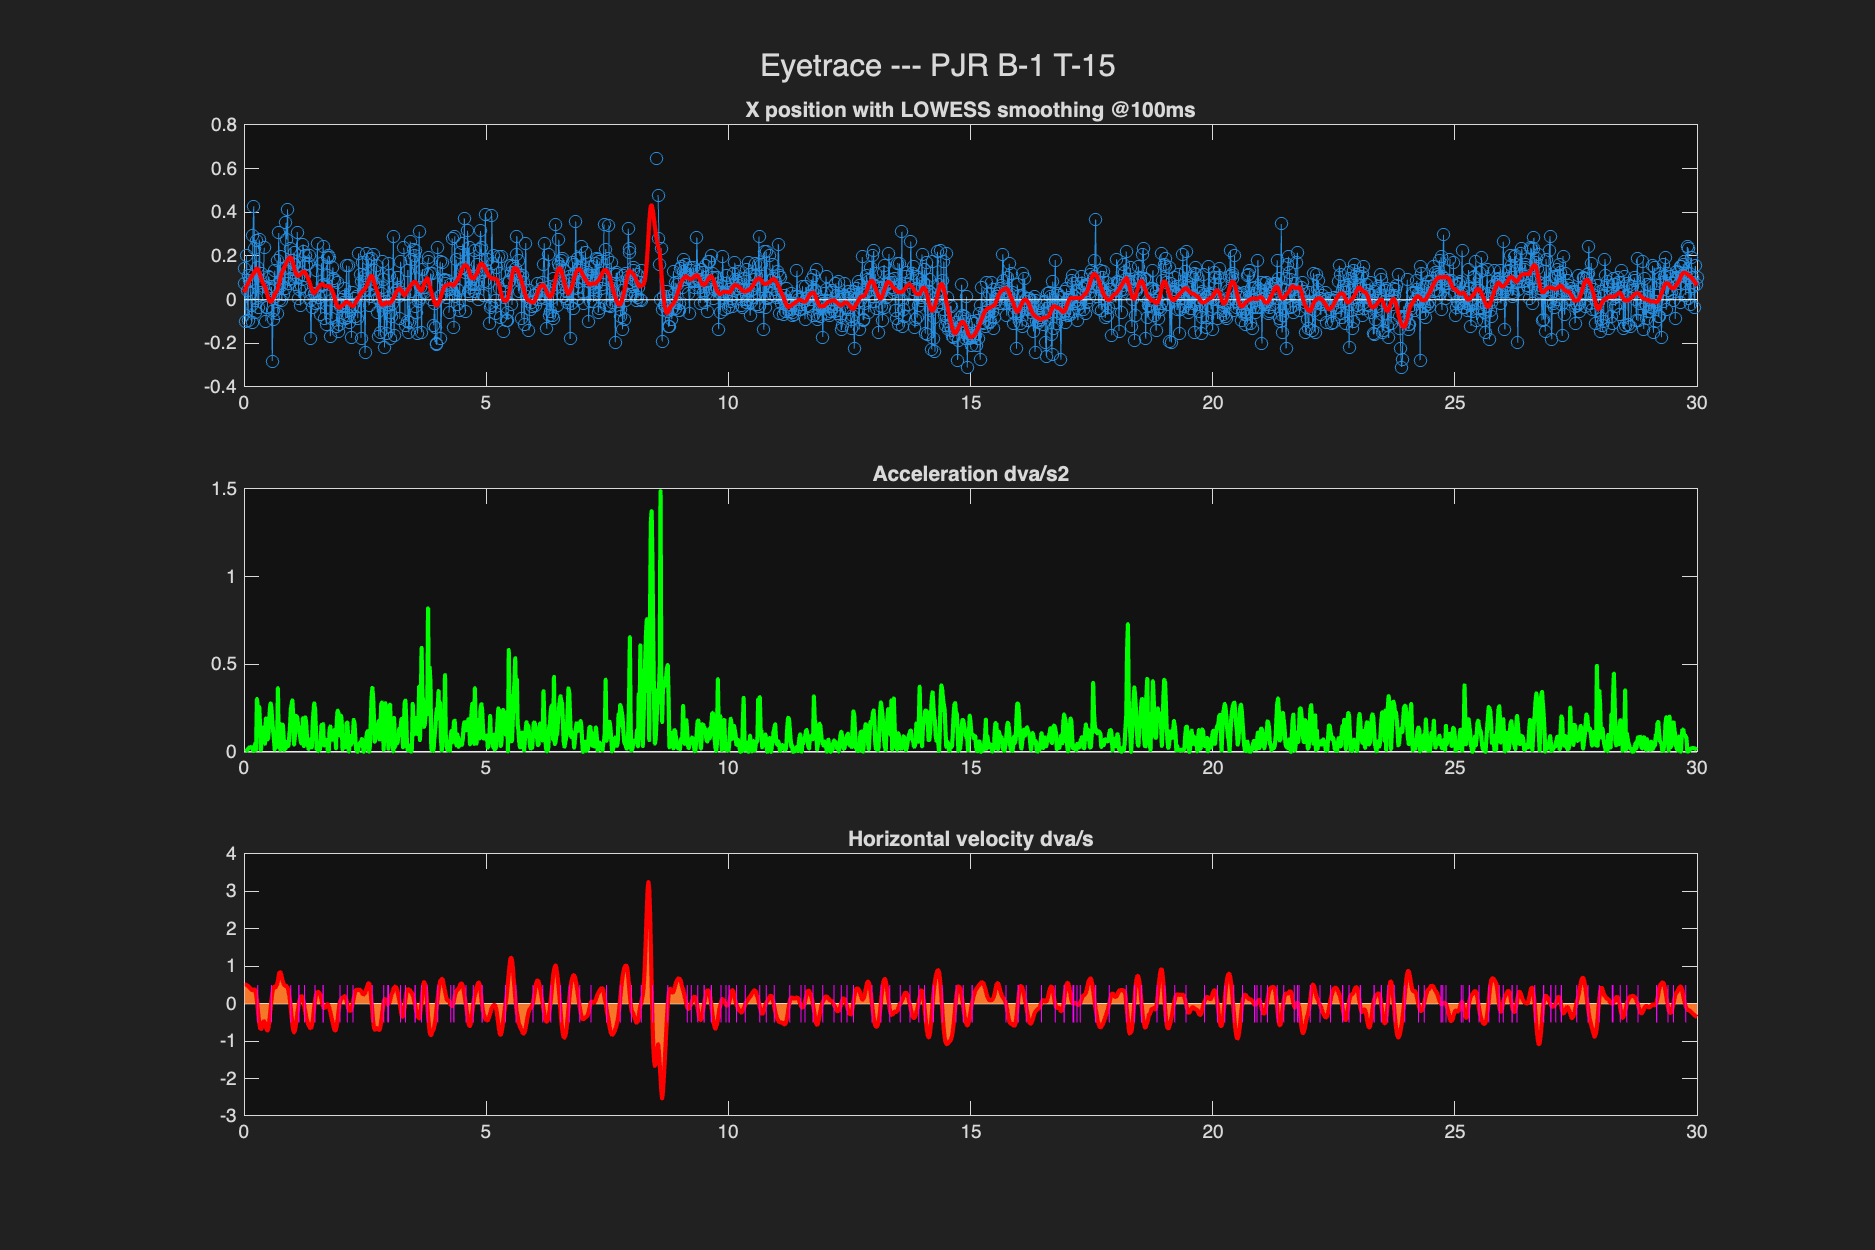 Eyetrace --- PJR B-1 T-15
X position with LOWESS smoothing @100ms
0.8
0.6
0.4
0.2
0
-0.2
-0.4
0 5 10 15 20 25 30
Acceleration dva/s2
1.5
1
0.5
0
0 5 10 15 20 25 30
Horizontal velocity dva/s
4
3
2
1
0
-1
-2
-3
0 5 10 15 20 25 30